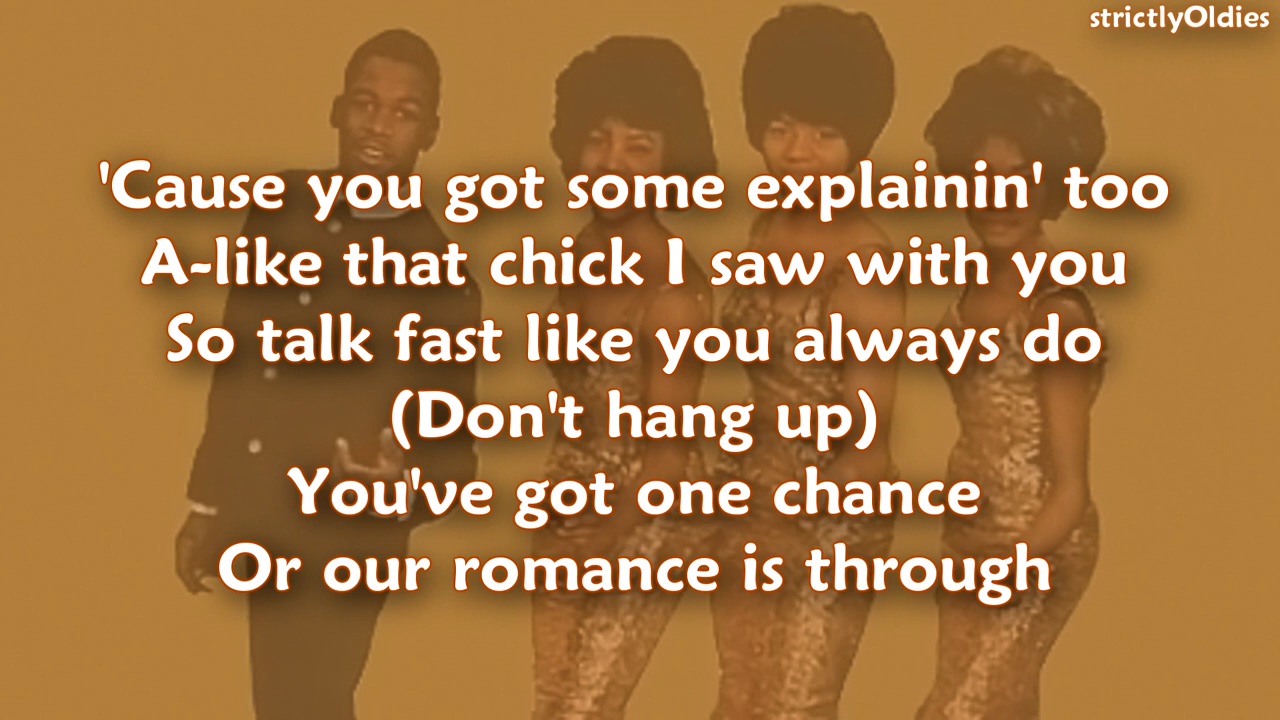 strictlyOldies
'Cause you got some explainin' too
A-like that chick I saw with you
So talk fast like you always do
(Don't hang up)
You've got one chance
Or our romance is through